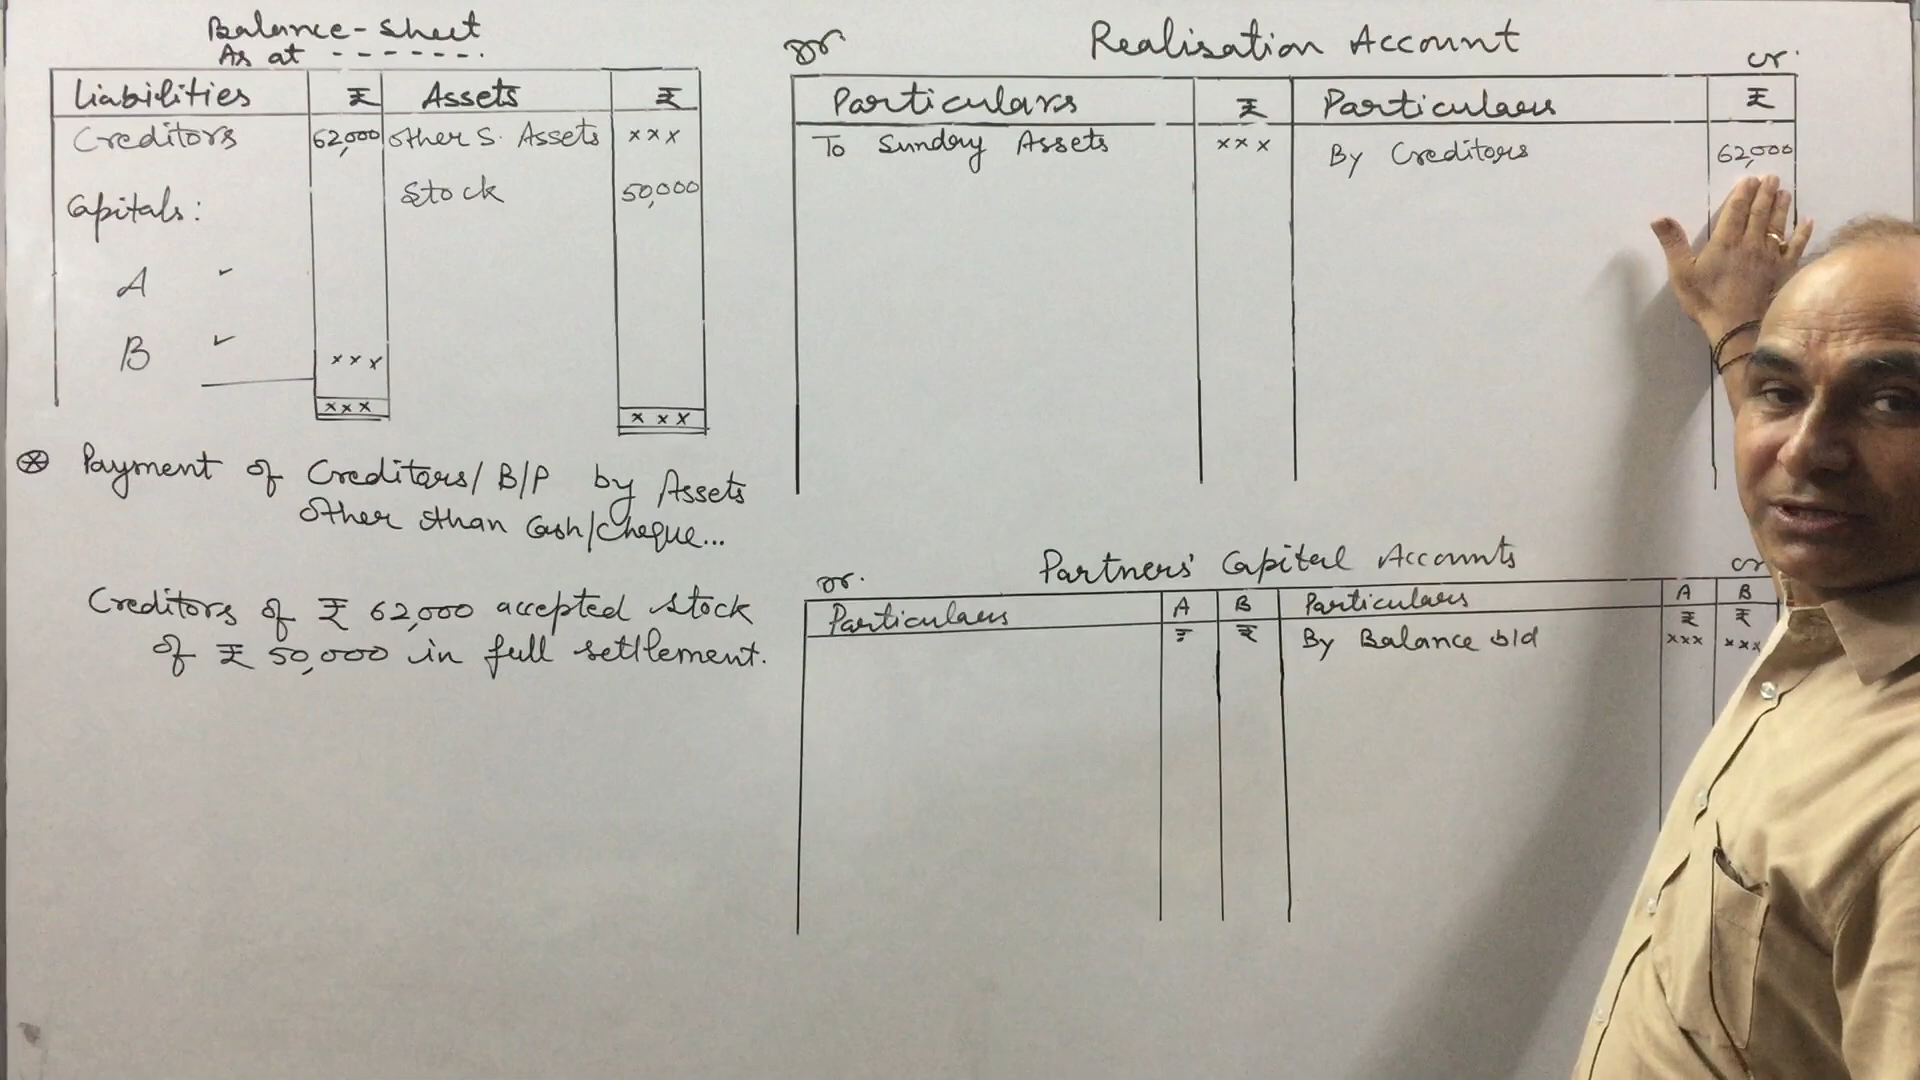 Balance-Sheet
As at - - - - - - -.
Liabilities ₹ Assets ₹
Creditors 62,000 Other S. Assets xxx
Stock 50,000
Capitals:
A ✓
B ✓ xxx
xxx xxx
⊛ Payment of Creditors/ B/P by Assets
Other than Cash/Cheque...
Creditors of ₹ 62,000 accepted stock
of ₹ 50,000 in full settlement.
Dr. Realisation Account Cr.
Particulars ₹ Particulars ₹
To Sunday Assets xxx By Creditors 62,000
Dr. Partners' Capital Accounts Cr
Particulars A B Particulars A B
₹ ₹ ₹ ₹
By Balance b/d xxx xxx